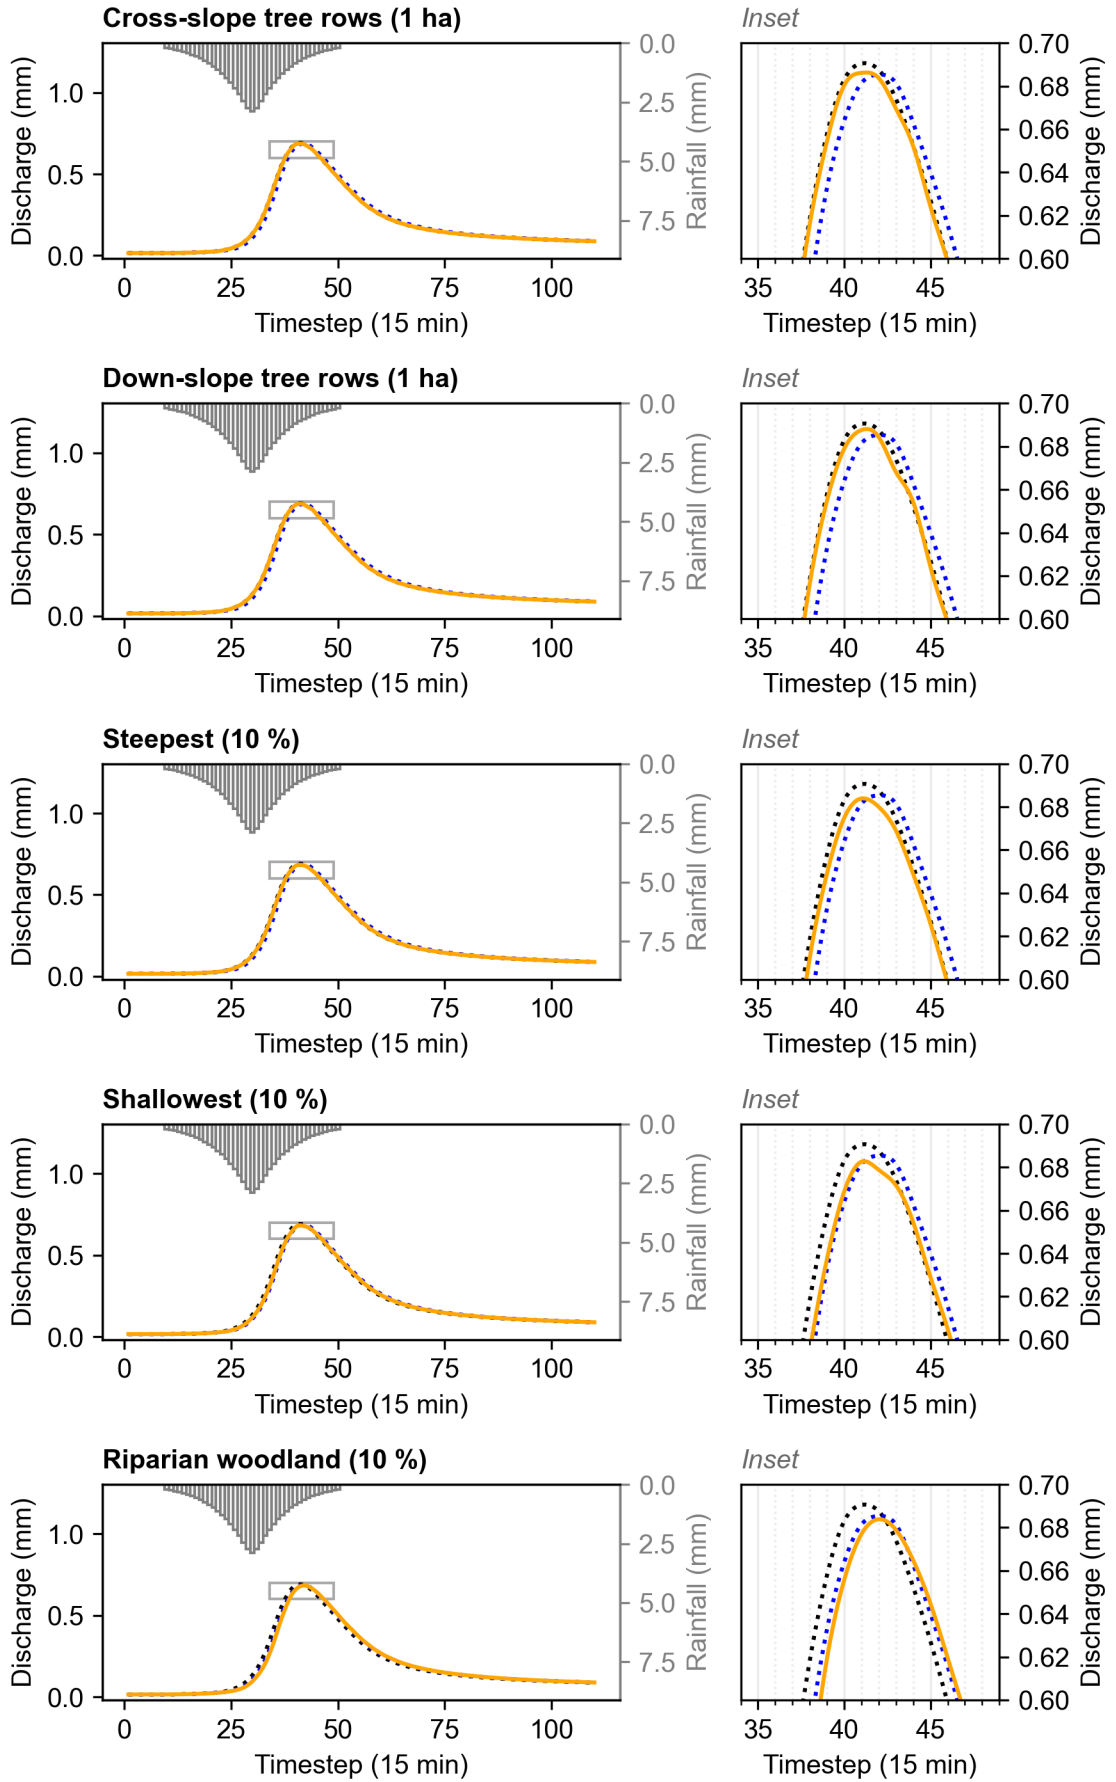 Cross-slope tree rows (1 ha)
Inset
Discharge (mm)
1.0
0.5
0.0
0.0
2.5
5.0
7.5
Rainfall (mm)
0.70
0.68
0.66
0.64
0.62
0.60
Discharge (mm)
0 25 50 75 100
35 40 45
Timestep (15 min)
Timestep (15 min)
Down-slope tree rows (1 ha)
Inset
Discharge (mm)
1.0
0.5
0.0
0.0
2.5
5.0
7.5
Rainfall (mm)
0.70
0.68
0.66
0.64
0.62
0.60
Discharge (mm)
0 25 50 75 100
35 40 45
Timestep (15 min)
Timestep (15 min)
Steepest (10 %)
Inset
Discharge (mm)
1.0
0.5
0.0
0.0
2.5
5.0
7.5
Rainfall (mm)
0.70
0.68
0.66
0.64
0.62
0.60
Discharge (mm)
0 25 50 75 100
35 40 45
Timestep (15 min)
Timestep (15 min)
Shallowest (10 %)
Inset
Discharge (mm)
1.0
0.5
0.0
0.0
2.5
5.0
7.5
Rainfall (mm)
0.70
0.68
0.66
0.64
0.62
0.60
Discharge (mm)
0 25 50 75 100
35 40 45
Timestep (15 min)
Timestep (15 min)
Riparian woodland (10 %)
Inset
Discharge (mm)
1.0
0.5
0.0
0.0
2.5
5.0
7.5
Rainfall (mm)
0.70
0.68
0.66
0.64
0.62
0.60
Discharge (mm)
0 25 50 75 100
35 40 45
Timestep (15 min)
Timestep (15 min)